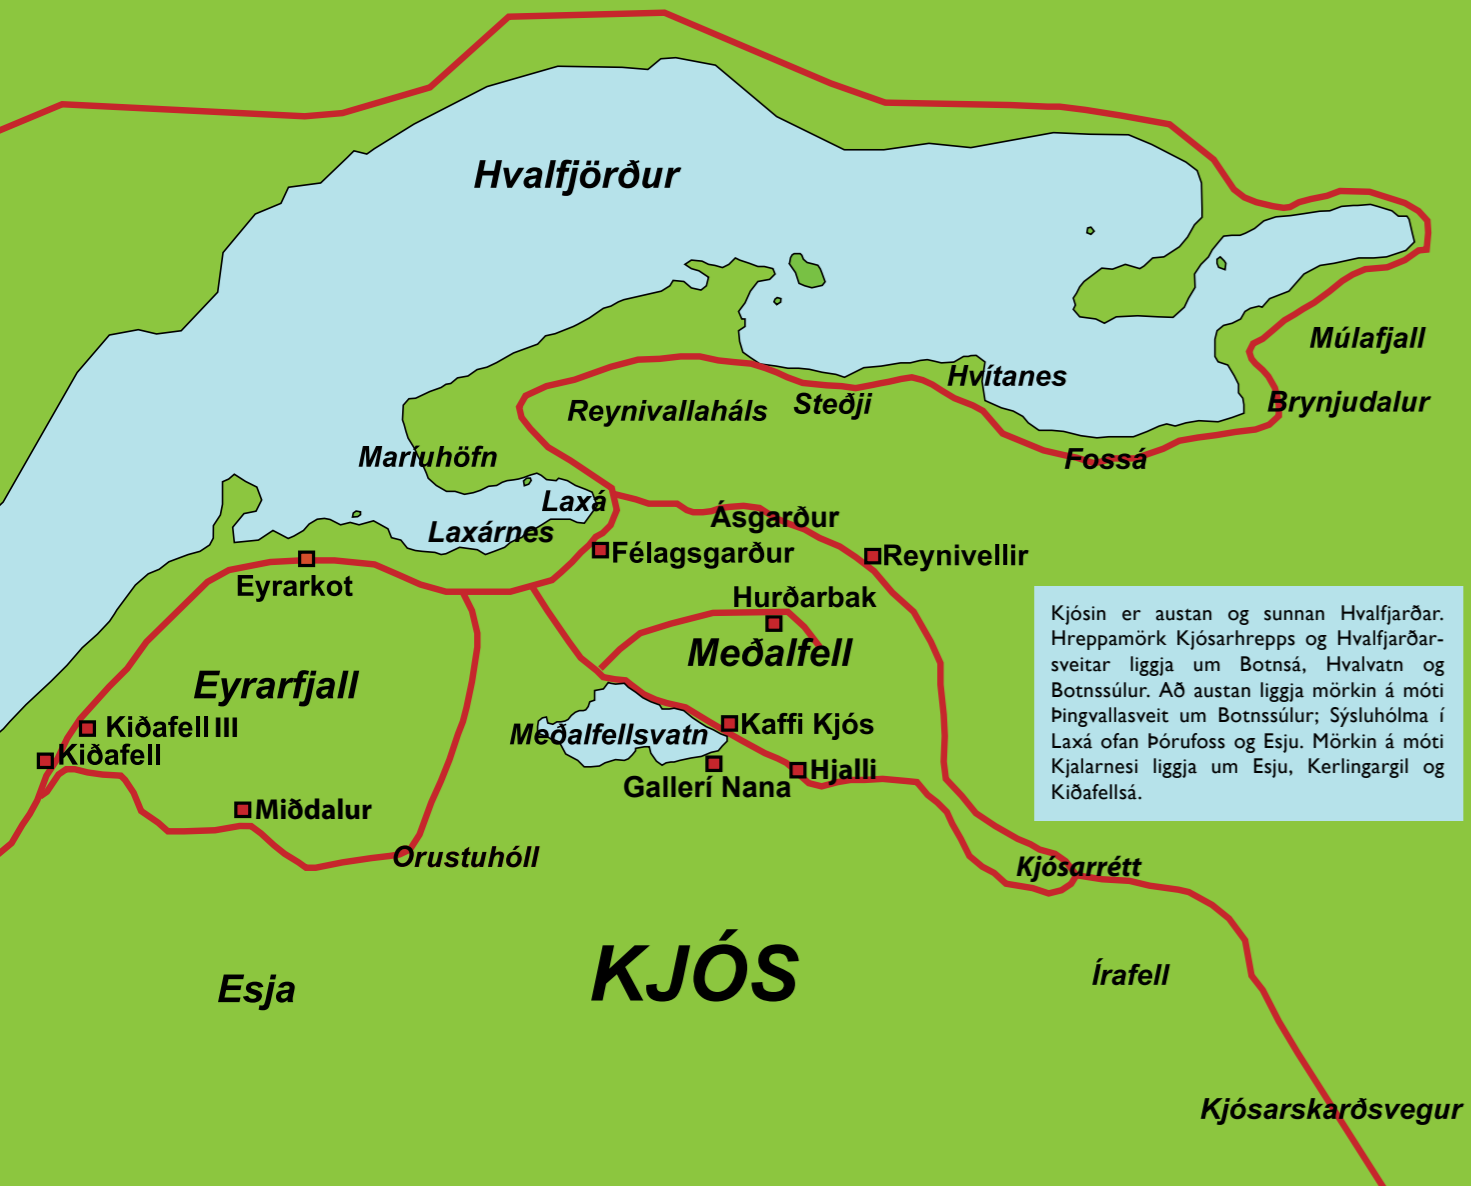 Hvalfjörður
Múlafjall
Hvítanes
Brynjudalur
Steðji
Reynivallaháls
Maríuhöfn
Fossá
Laxá
Ásgarður
Laxárnes
Félagsgarður
Reynivellir
Eyrarkot
Hurðarbak
Meðalfell
Kjósin er austan og sunnan Hvalfjarðar.
Hreppamörk Kjósarhrepps og Hvalfjarðar-
sveitar liggja um Botnsá, Hvalvatn og
Botnssúlur. Að austan liggja mörkin á móti
Þingvallasveit um Botnssúlur; Sýsluhólma í
Laxá ofan Þórufoss og Esju. Mörkin á móti
Kjalarnesi liggja um Esju, Kerlingargil og
Kiðafellsá.
Eyrarfjall
Kiðafell III
Kaffi Kjós
Meðalfellsvatn
Kiðafell
Hjalli
Gallerí Nana
Miðdalur
Orustuhóll
Kjósarrétt
KJÓS
Írafell
Esja
Kjósarskarðsvegur